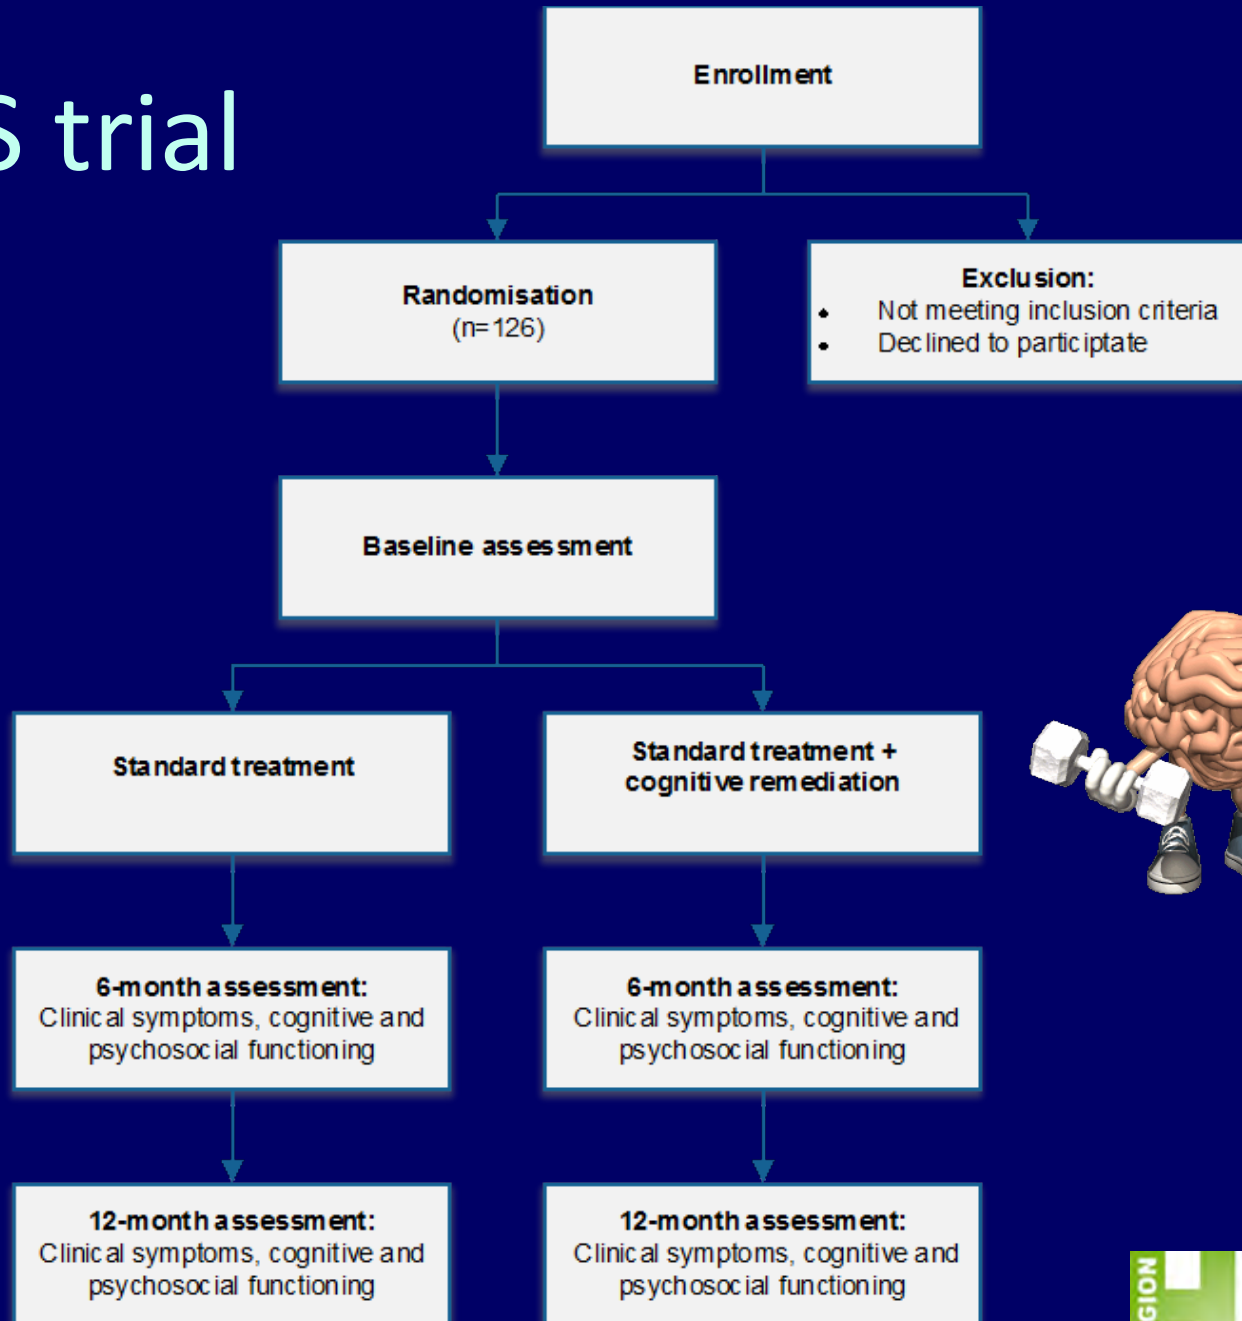 S trial
Enrollment
Randomisation
(n=126)
Exclusion:
• Not meeting inclusion criteria
• Declined to participtate
Baseline assessment
Standard treatment
Standard treatment +
cognitive remediation
6-month assessment:
Clinical symptoms, cognitive and
psychosocial functioning
6-month assessment:
Clinical symptoms, cognitive and
psychosocial functioning
12-month assessment:
Clinical symptoms, cognitive and
psychosocial functioning
12-month assessment:
Clinical symptoms, cognitive and
psychosocial functioning
GION